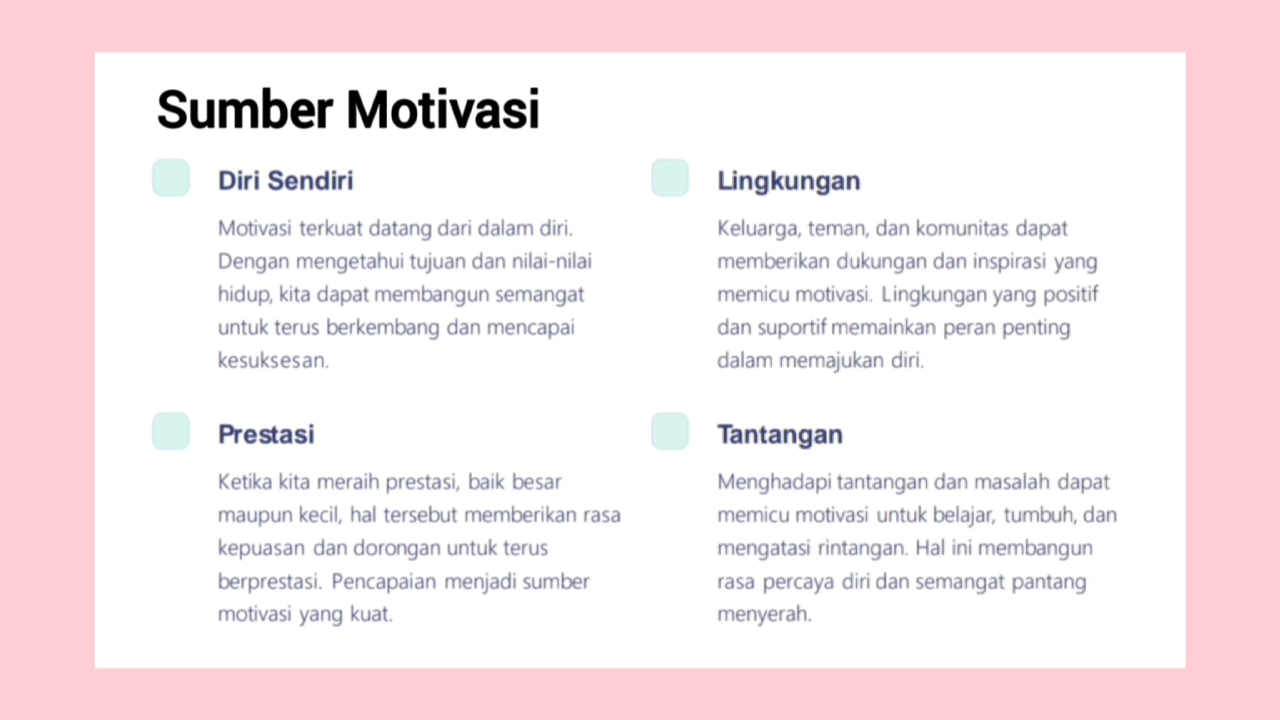 Sumber Motivasi
Diri Sendiri
Motivasi terkuat datang dari dalam diri.
Dengan mengetahui tujuan dan nilai-nilai
hidup, kita dapat membangun semangat
untuk terus berkembang dan mencapai
kesuksesan.
Lingkungan
Keluarga, teman, dan komunitas dapat
memberikan dukungan dan inspirasi yang
memicu motivasi. Lingkungan yang positif
dan suportif memainkan peran penting
dalam memajukan diri.
Prestasi
Ketika kita meraih prestasi, baik besar
maupun kecil, hal tersebut memberikan rasa
kepuasan dan dorongan untuk terus
berprestasi. Pencapaian menjadi sumber
motivasi yang kuat.
Tantangan
Menghadapi tantangan dan masalah dapat
memicu motivasi untuk belajar, tumbuh, dan
mengatasi rintangan. Hal ini membangun
rasa percaya diri dan semangat pantang
menyerah.